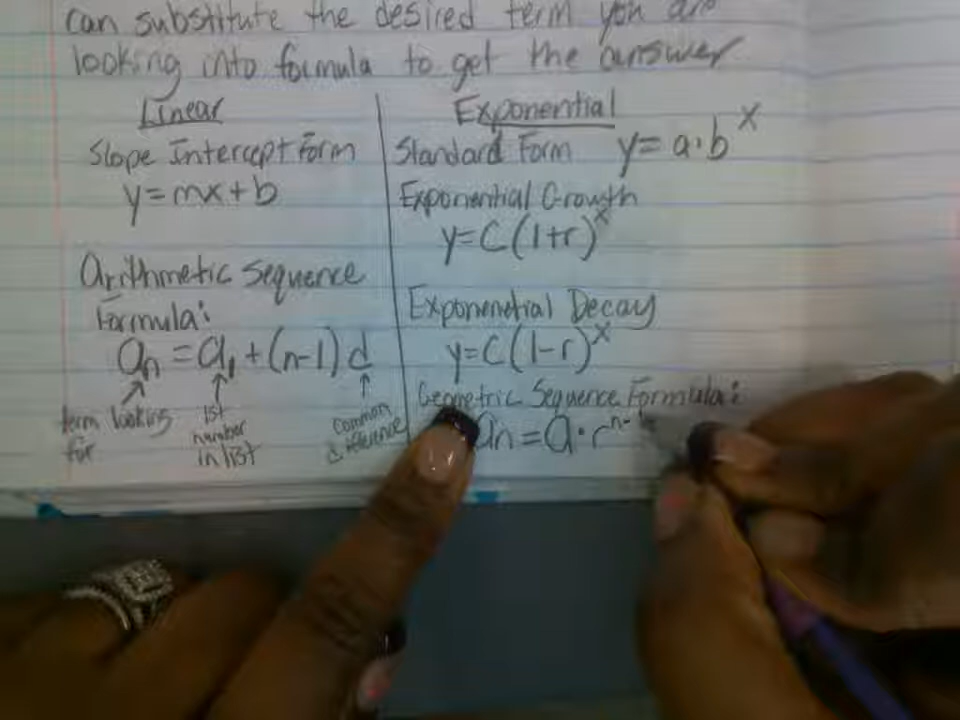 can substitute the desired term you are
looking into formula to get the answer
Linear
Slope Intercept Form
y=mx+b
Arithmetic Sequence
Formula:
an = a1 + (n-1) d
term looking
for
1st
number
in list
common
difference
Exponential
Standard Form y= a·b^x
Exponential Growth
y=C(1+r)^x
Exponenetial Decay
y=C(1-r)^x
Geometric Sequence Formula:
an = a·r^n-